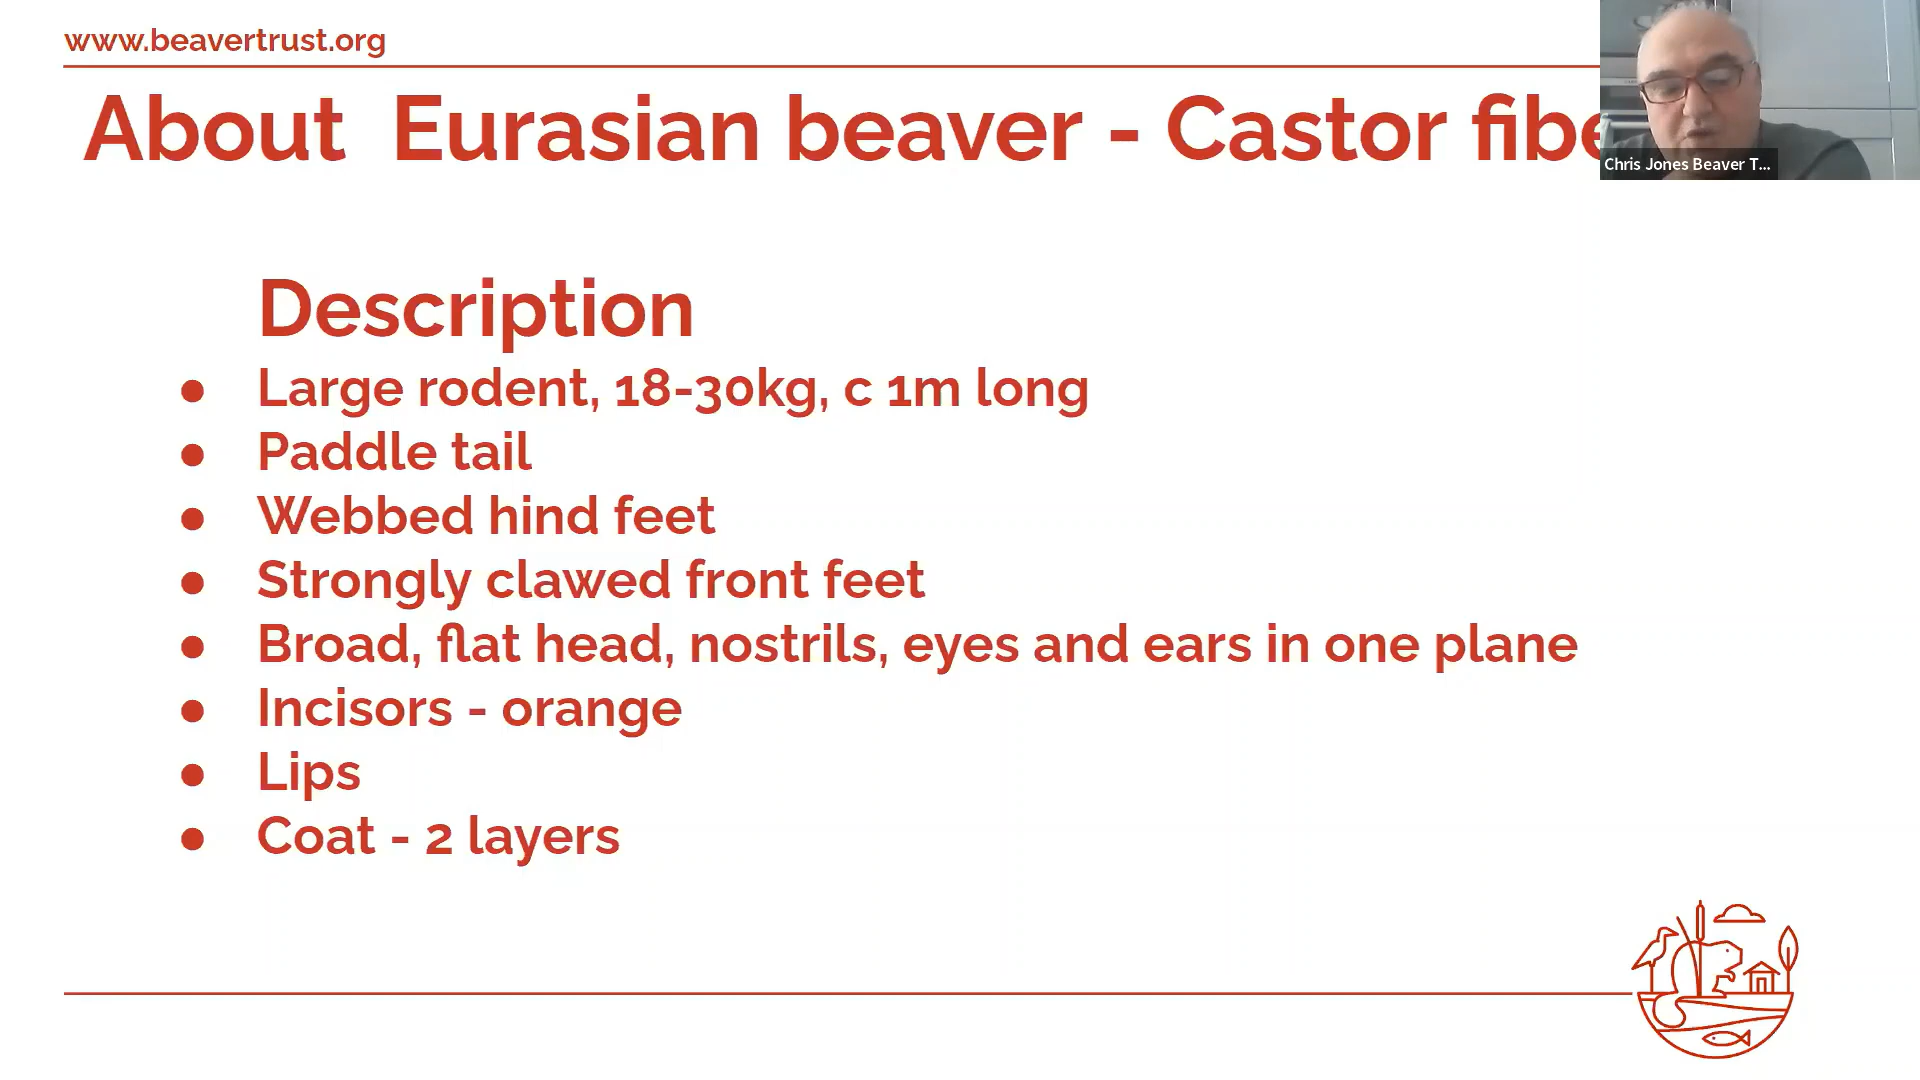 www.beavertrust.org
About Eurasian beaver - Castor fibe
Chris Jones Beaver T...
Description
● Large rodent, 18-30kg, c 1m long
● Paddle tail
● Webbed hind feet
● Strongly clawed front feet
● Broad, flat head, nostrils, eyes and ears in one plane
● Incisors - orange
● Lips
● Coat - 2 layers